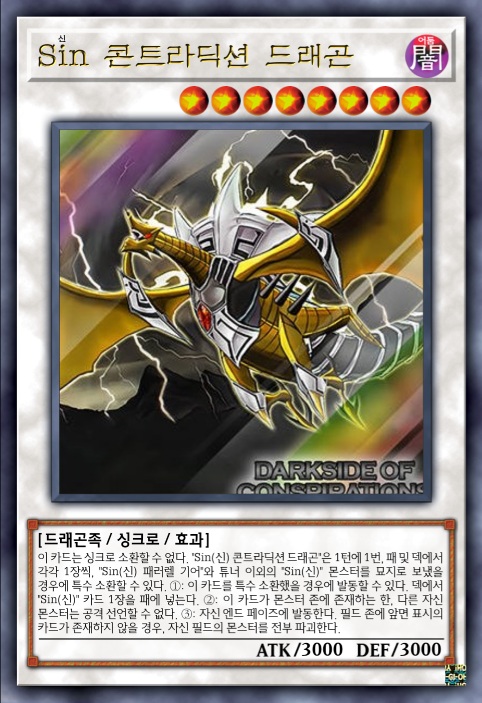 신
Sin 콘트라딕션 드래곤
어둠
闇
DARKSIDE OF
CONSPIRATIONS
[드래곤족 / 싱크로 / 효과]
이 카드는 싱크로 소환할 수 없다. "Sin(신) 콘트라딕션 드래곤"은 1턴에 1번, 패 및 덱에서
각각 1장씩, "Sin(신) 패러렐 기어"와 튜너 이외의 "Sin(신)" 몬스터를 묘지로 보냈을
경우에 특수 소환할 수 있다. ①: 이 카드를 특수 소환했을 경우에 발동할 수 있다. 덱에서
"Sin(신)" 카드 1장을 패에 넣는다. ②: 이 카드가 몬스터 존에 존재하는 한, 다른 자신
몬스터는 공격 선언할 수 없다. ③: 자신 엔드 페이즈에 발동한다. 필드 존에 앞면 표시의
카드가 존재하지 않을 경우, 자신 필드의 몬스터를 전부 파괴한다.
ATK/3000 DEF/3000